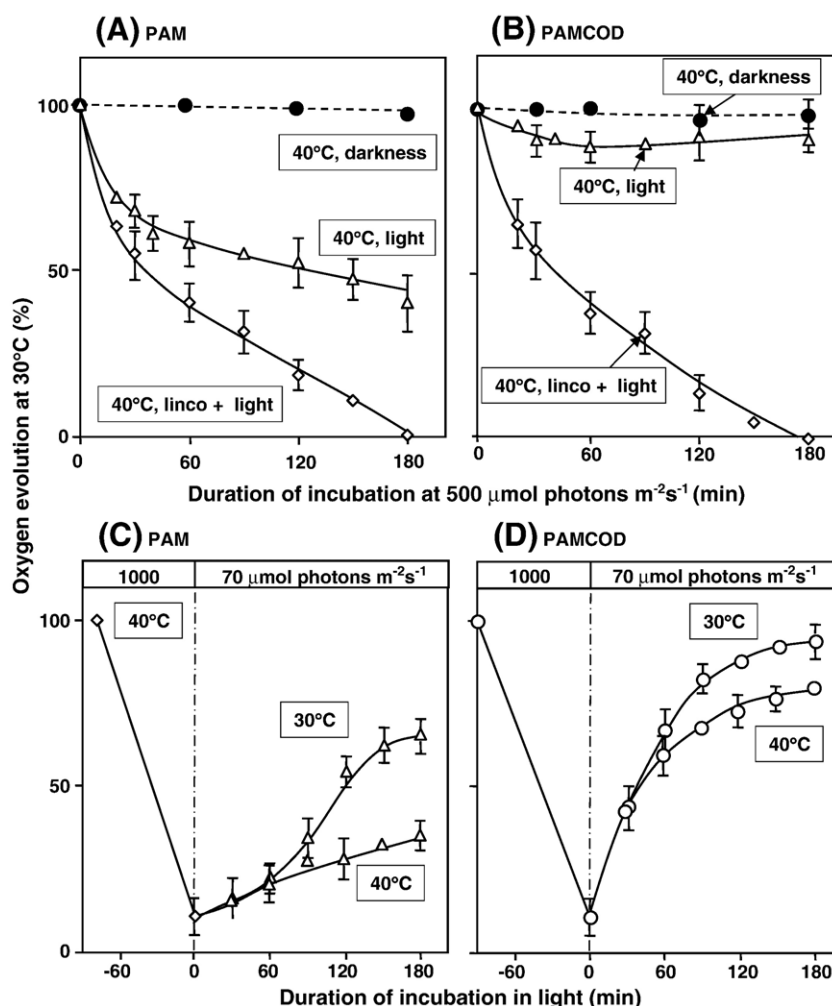 (A) PAM
(B) PAMCOD
100
50
0
40°C, darkness
40°C, light
40°C, linco + light
0 60 120 180
40°C, darkness
40°C, light
40°C, linco + light
0 60 120 180
Duration of incubation at 500 μmol photons m⁻²s⁻¹ (min)
Oxygen evolution at 30°C (%)
(C) PAM
(D) PAMCOD
1000 70 μmol photons m⁻²s⁻¹
1000 70 μmol photons m⁻²s⁻¹
100
50
0
40°C
30°C
40°C
-60 0 60 120 180
30°C
40°C
-60 0 60 120 180
Duration of incubation in light (min)